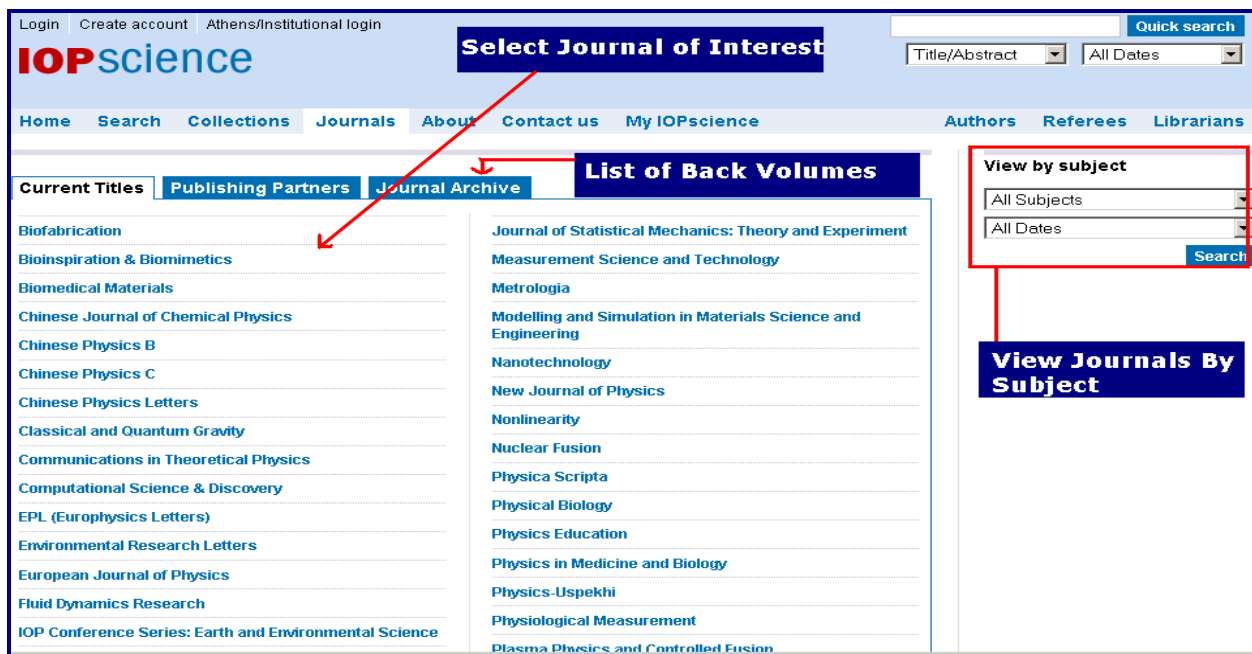 Login Create account Athens/Institutional login
Quick search
IOPscience
Select Journal of Interest
Title/Abstract All Dates
Home Search Collections Journals About Contact us My IOPscience Authors Referees Librarians
List of Back Volumes
Current Titles Publishing Partners Journal Archive
View by subject
All Subjects
All Dates
Search
View Journals By
Subject
Biofabrication
Bioinspiration & Biomimetics
Biomedical Materials
Chinese Journal of Chemical Physics
Chinese Physics B
Chinese Physics C
Chinese Physics Letters
Classical and Quantum Gravity
Communications in Theoretical Physics
Computational Science & Discovery
EPL (Europhysics Letters)
Environmental Research Letters
European Journal of Physics
Fluid Dynamics Research
IOP Conference Series: Earth and Environmental Science
Journal of Statistical Mechanics: Theory and Experiment
Measurement Science and Technology
Metrologia
Modelling and Simulation in Materials Science and
Engineering
Nanotechnology
New Journal of Physics
Nonlinearity
Nuclear Fusion
Physica Scripta
Physical Biology
Physics Education
Physics in Medicine and Biology
Physics-Uspekhi
Physiological Measurement
Plasma Physics and Controlled Fusion